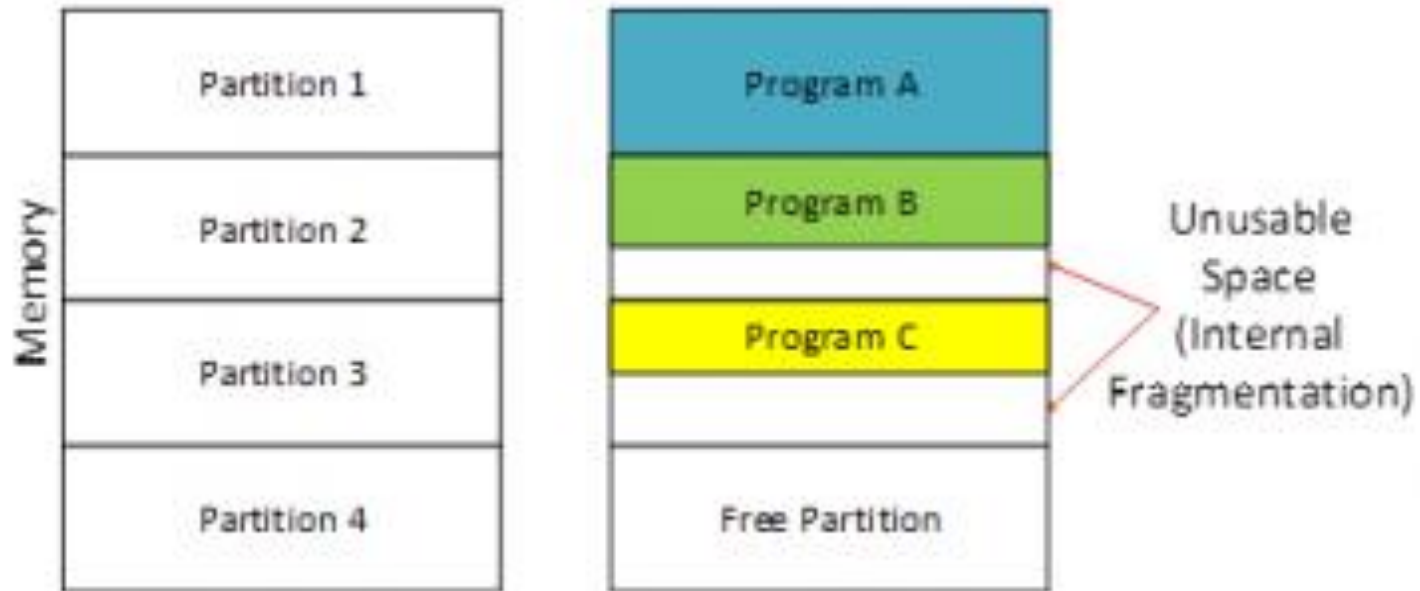 Memory
Partition 1
Partition 2
Partition 3
Partition 4
Program A
Program B
Program C
Free Partition
Unusable
Space
(Internal
Fragmentation)